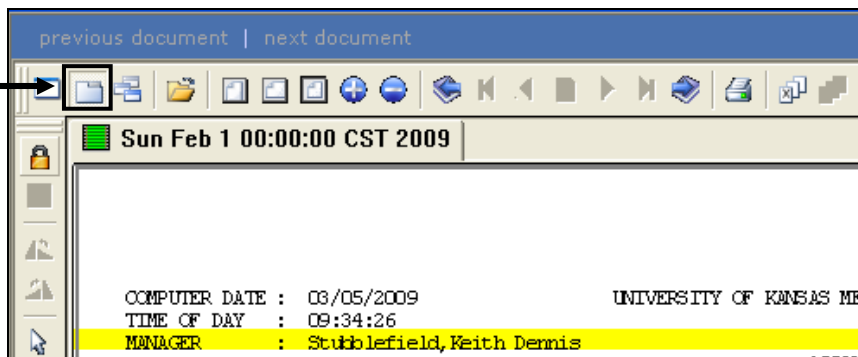 previous document | next document
Sun Feb 1 00:00:00 CST 2009
COMPUTER DATE : 03/05/2009 UNIVERSITY OF KANSAS
TIME OF DAY : 09:34:26
MANAGER : Stubblefield,Keith Dennis